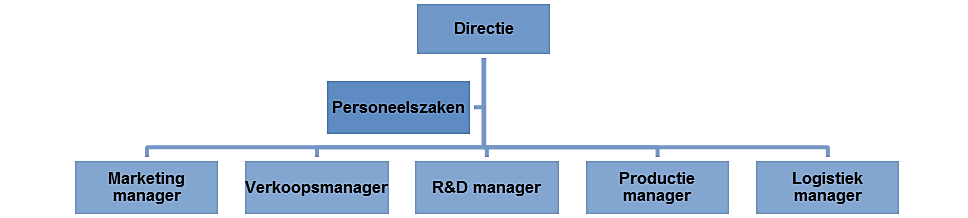 Directie
Personeelszaken
Marketing
manager
Verkoopsmanager
R&D manager
Productie
manager
Logistiek
manager